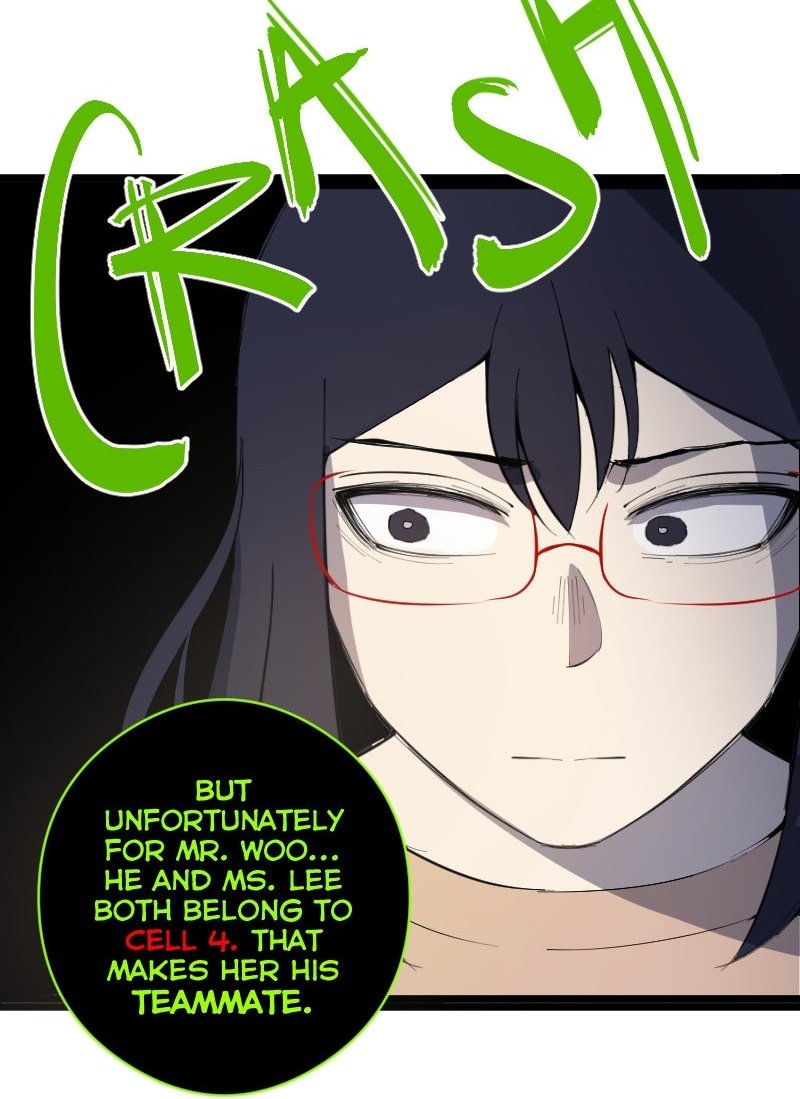 CRASH
BUT
UNFORTUNATELY
FOR MR. WOO...
HE AND MS. LEE
BOTH BELONG TO
CELL 4. THAT
MAKES HER HIS
TEAMMATE.